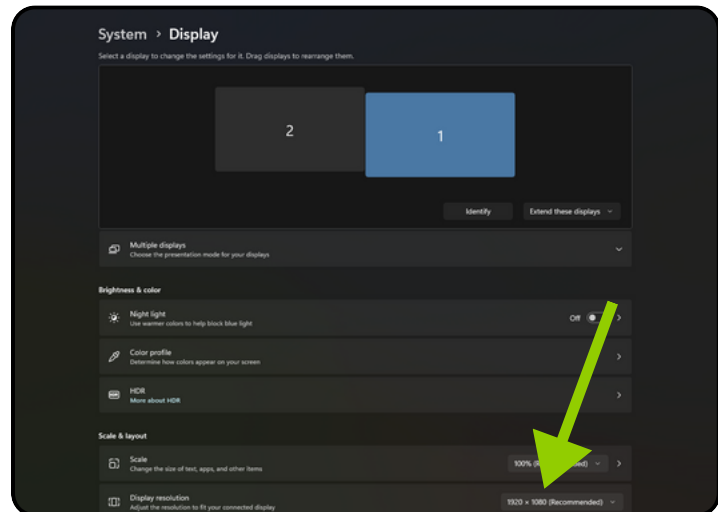 System > Display
Select a display to change the settings for it. Drag displays to rearrange them.
2
1
Identify
Extend these displays
Multiple displays
Choose the presentation mode for your displays
Brightness & color
Night light
Use warmer colors to help block blue light
Off
Color profile
Determine how colors appear on your screen
HDR
HDR
More about HDR
Scale & layout
Scale
Change the size of text, apps, and other items
100%
Display resolution
Adjust the resolution to fit your connected display
1920 × 1080 (Recommended)